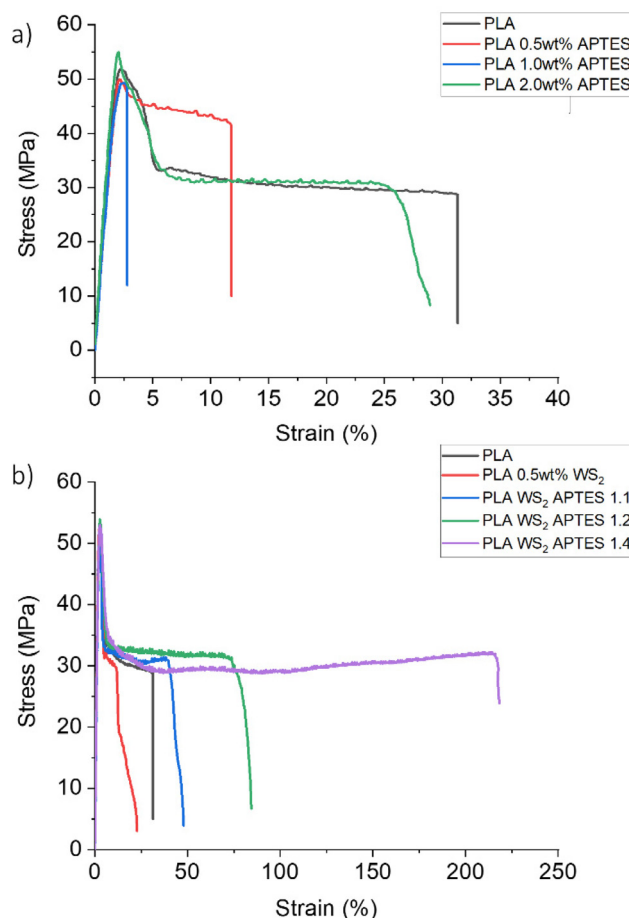 a)
PLA
PLA 0.5wt% APTES
PLA 1.0wt% APTES
PLA 2.0wt% APTES
60
50
40
30
20
10
0
Stress (MPa)
0 5 10 15 20 25 30 35 40
Strain (%)
b)
PLA
PLA 0.5wt% WS₂
PLA WS₂ APTES 1.1
PLA WS₂ APTES 1.2
PLA WS₂ APTES 1.4
60
50
40
30
20
10
0
Stress (MPa)
0 50 100 150 200 250
Strain (%)